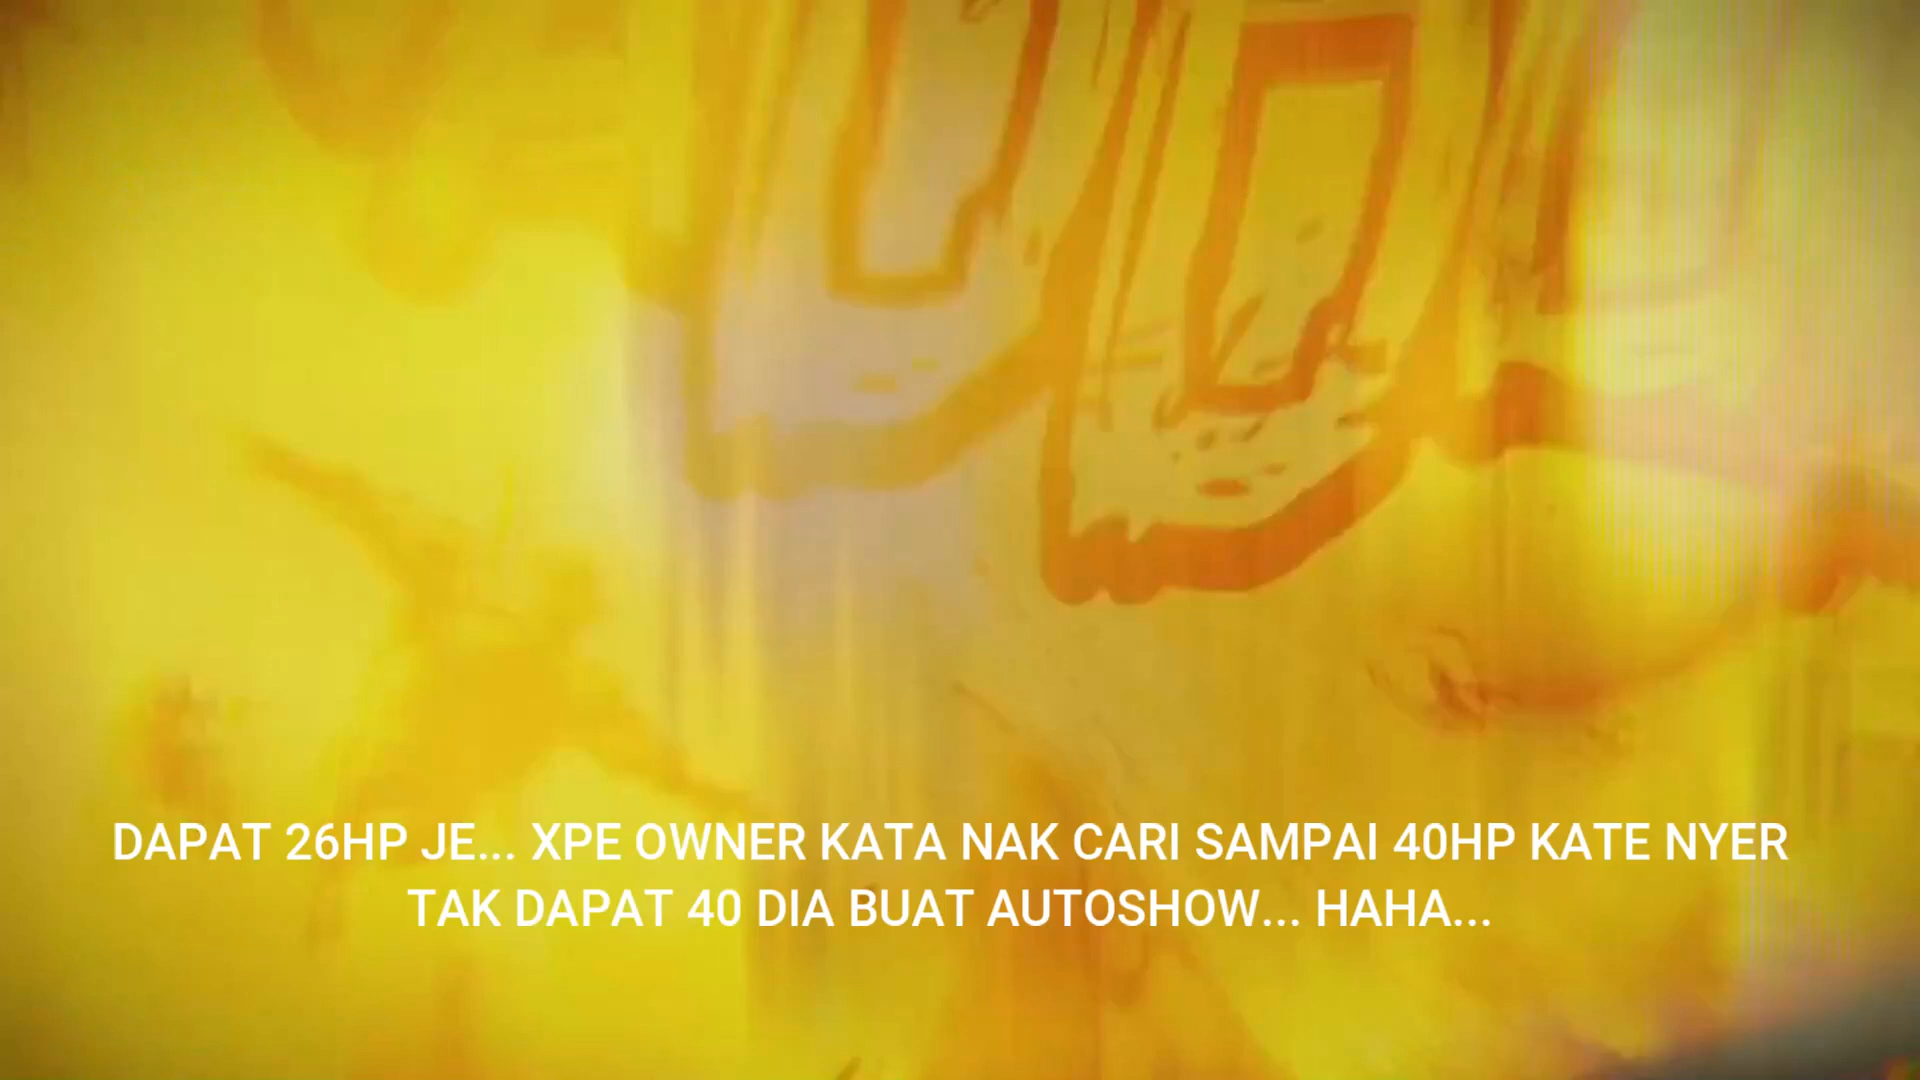 DAPAT 26HP JE... XPE OWNER KATA NAK CARI SAMPAI 40HP KATE NYER
TAK DAPAT 40 DIA BUAT AUTOSHOW... HAHA...